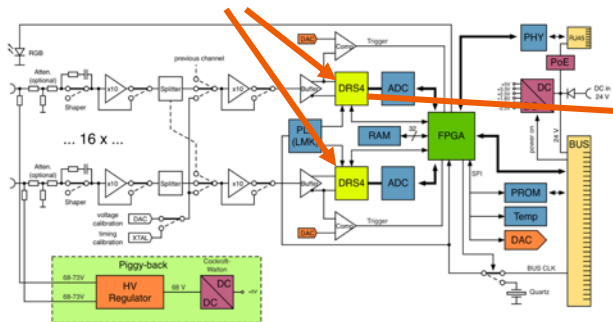 RGB
DAC
Comp
Trigger
PHY
RJ45
PoE
previous channel
Atten.
(optional)
Shaper
x10
Splitter
x10
Buffer
DRS4
ADC
DC
DC
DC in
24 V
24 V
power on
... 16 x ...
PLL
(LMK)
RAM
32
FPGA
BUS
Atten.
(optional)
Shaper
x10
Splitter
x10
Buffer
DRS4
ADC
SPI
PROM
Temp
DAC
voltage
calibration
DAC
timing
calibration
XTAL
DAC
Comp
Trigger
BUS CLK
Quartz
Piggy-back
Cockroft-
Walton
68-73V
68-73V
HV
Regulator
68 V
DC
DC
+5V